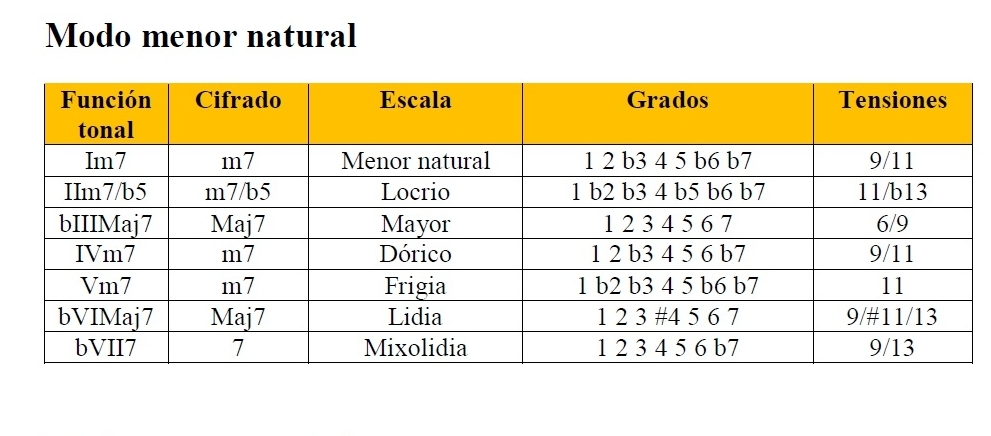 Modo menor natural
Función tonal Cifrado Escala Grados Tensiones
Im7 m7 Menor natural 1 2 b3 4 5 b6 b7 9/11
IIm7/b5 m7/b5 Locrio 1 b2 b3 4 b5 b6 b7 11/b13
bIIIMaj7 Maj7 Mayor 1 2 3 4 5 6 7 6/9
IVm7 m7 Dórico 1 2 b3 4 5 6 b7 9/11
Vm7 m7 Frigia 1 b2 b3 4 5 b6 b7 11
bVIMaj7 Maj7 Lidia 1 2 3 #4 5 6 7 9/#11/13
bVII7 7 Mixolidia 1 2 3 4 5 6 b7 9/13